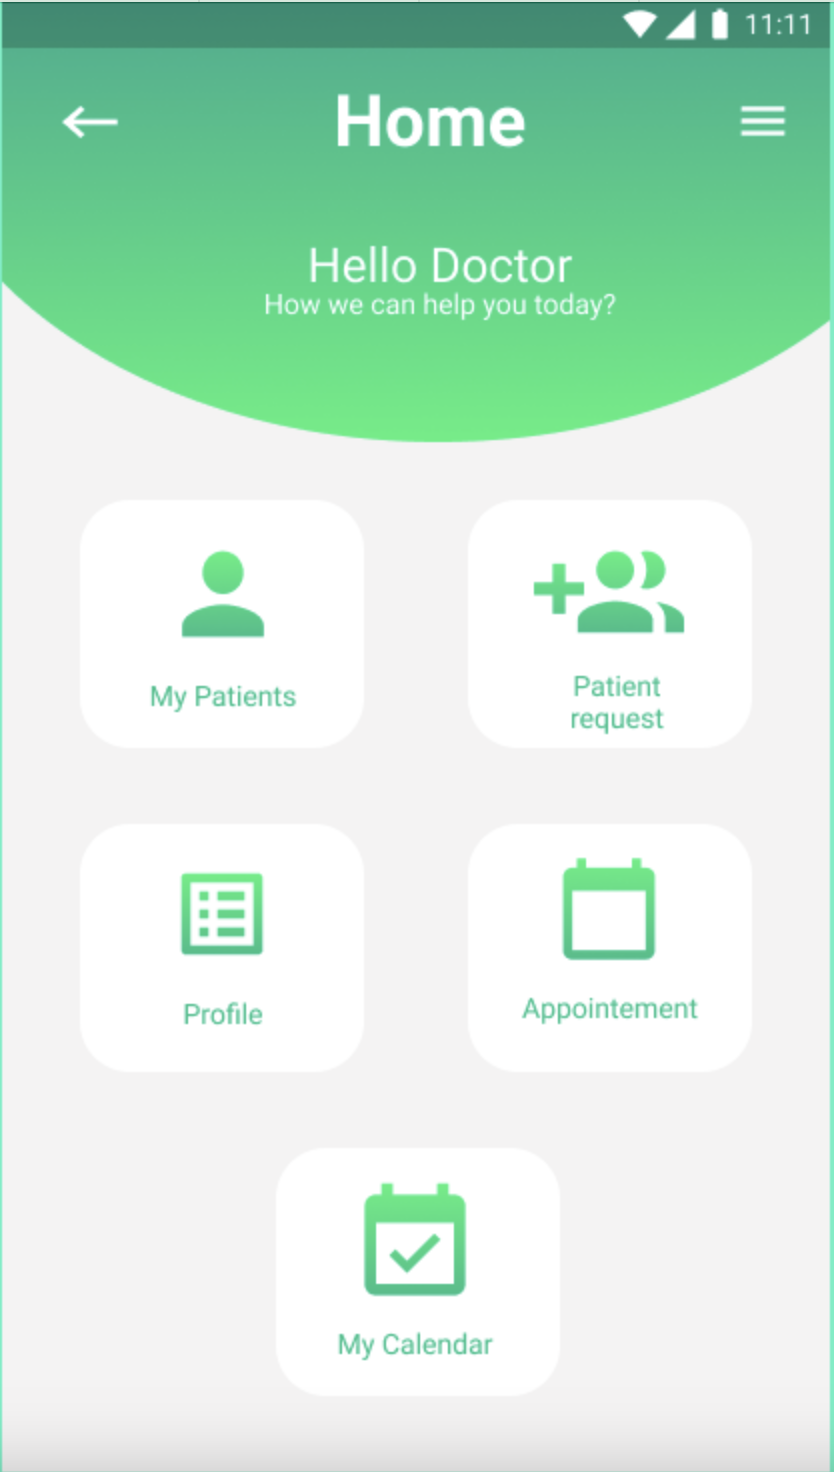 11:11
Home
Hello Doctor
How we can help you today?
My Patients
Patient
request
Profile
Appointement
My Calendar